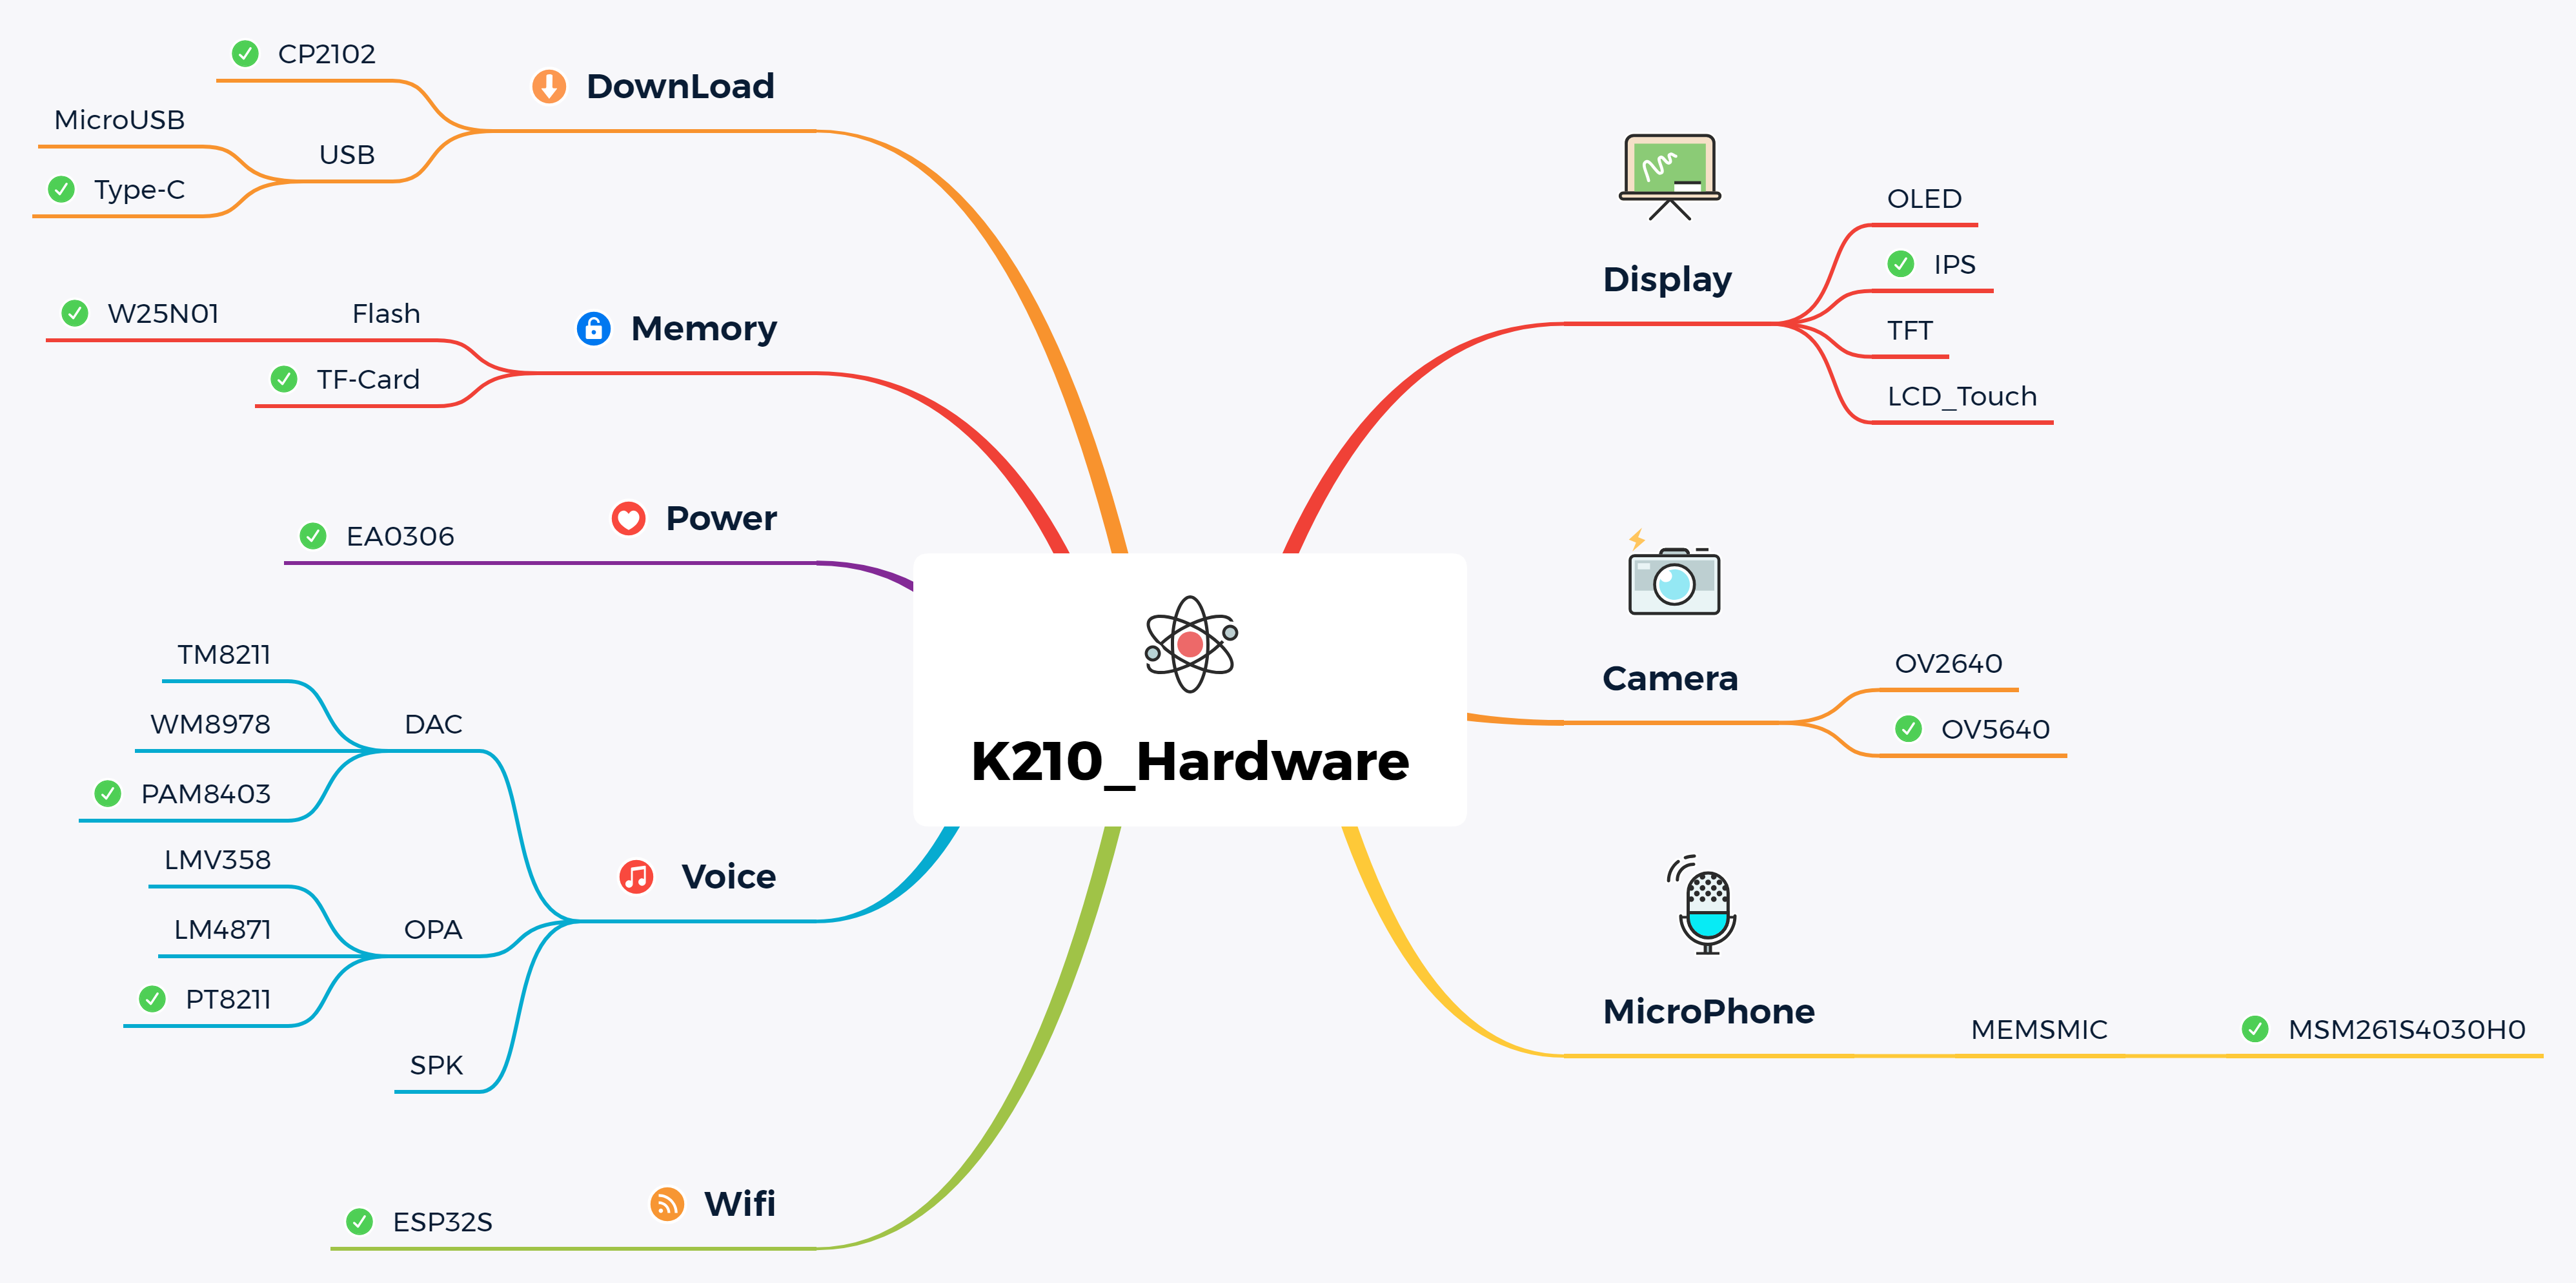 K210_Hardware
DownLoad
CP2102
USB
MicroUSB
Type-C
Memory
Flash
W25N01
TF-Card
Power
EA0306
Voice
DAC
TM8211
WM8978
PAM8403
OPA
LMV358
LM4871
PT8211
SPK
Wifi
ESP32S
Display
OLED
IPS
TFT
LCD_Touch
Camera
OV2640
OV5640
MicroPhone
MEMSMIC
MSM261S4030H0